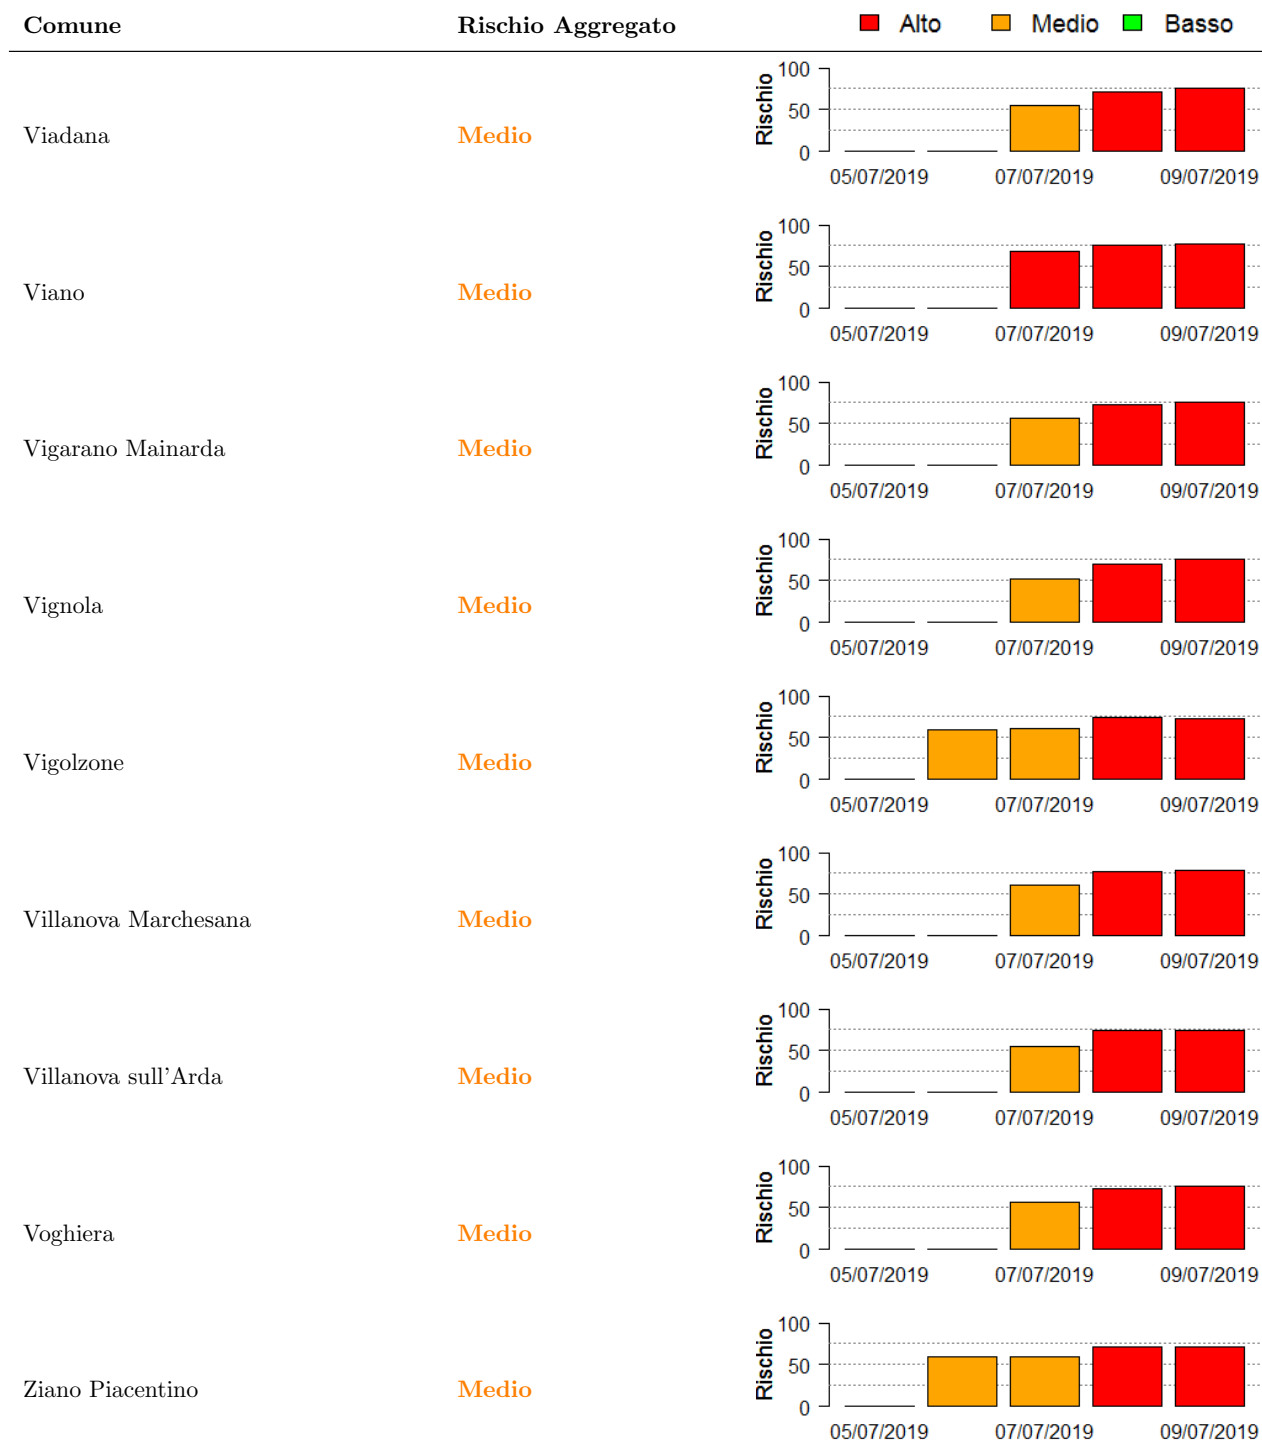 Comune Rischio Aggregato Alto Medio Basso
Viadana Medio Rischio 100 50 0
05/07/2019 07/07/2019 09/07/2019
Viano Medio Rischio 100 50 0
05/07/2019 07/07/2019 09/07/2019
Vigarano Mainarda Medio Rischio 100 50 0
05/07/2019 07/07/2019 09/07/2019
Vignola Medio Rischio 100 50 0
05/07/2019 07/07/2019 09/07/2019
Vigolzone Medio Rischio 100 50 0
05/07/2019 07/07/2019 09/07/2019
Villanova Marchesana Medio Rischio 100 50 0
05/07/2019 07/07/2019 09/07/2019
Villanova sull'Arda Medio Rischio 100 50 0
05/07/2019 07/07/2019 09/07/2019
Voghiera Medio Rischio 100 50 0
05/07/2019 07/07/2019 09/07/2019
Ziano Piacentino Medio Rischio 100 50 0
05/07/2019 07/07/2019 09/07/2019